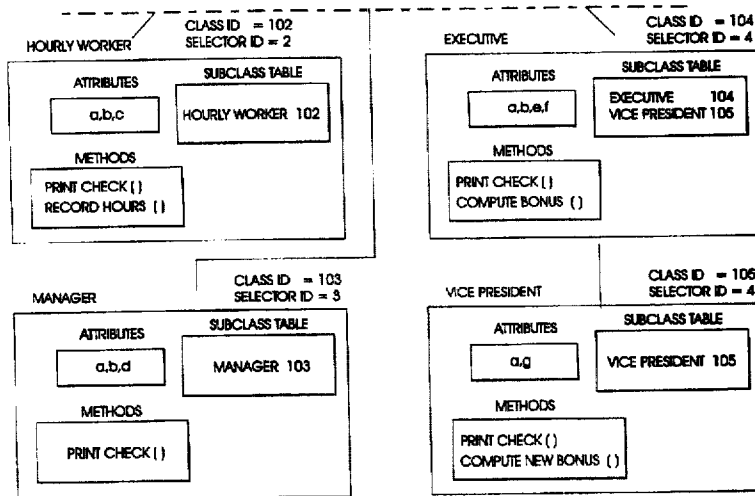 HOURLY WORKER
CLASS ID = 102
SELECTOR ID = 2
ATTRIBUTES
a,b,c
SUBCLASS TABLE
HOURLY WORKER 102
METHODS
PRINT CHECK ( )
RECORD HOURS ( )
EXECUTIVE
CLASS ID = 104
SELECTOR ID = 4
ATTRIBUTES
a,b,e,f
SUBCLASS TABLE
EXECUTIVE 104
VICE PRESIDENT 105
METHODS
PRINT CHECK ( )
COMPUTE BONUS ( )
MANAGER
CLASS ID = 103
SELECTOR ID = 3
ATTRIBUTES
a,b,d
SUBCLASS TABLE
MANAGER 103
METHODS
PRINT CHECK ( )
VICE PRESIDENT
CLASS ID = 105
SELECTOR ID = 4
ATTRIBUTES
a,g
SUBCLASS TABLE
VICE PRESIDENT 105
METHODS
PRINT CHECK ( )
COMPUTE NEW BONUS ( )